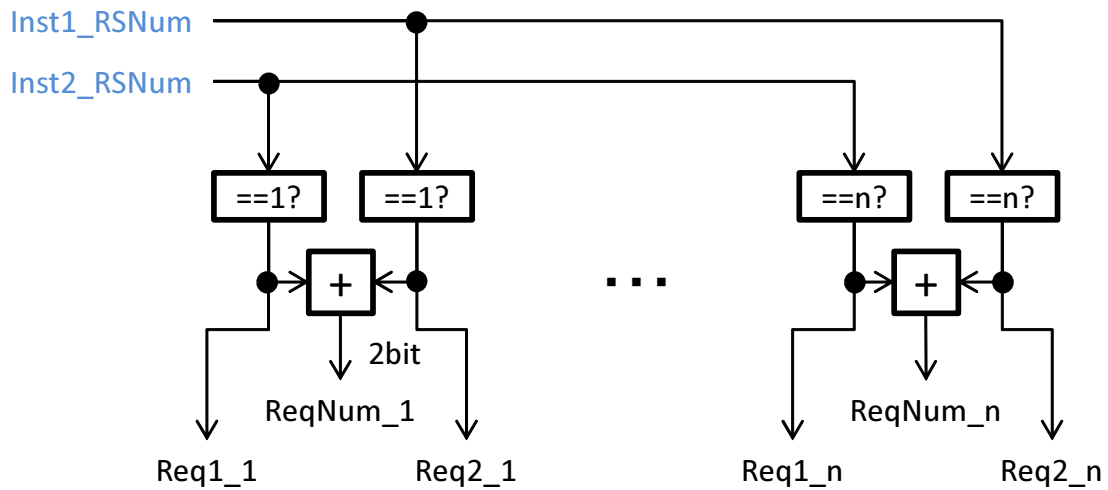 Inst1_RSNum
Inst2_RSNum
==1? ==1? ==n? ==n?
+ ... +
2bit
ReqNum_1 ReqNum_n
Req1_1 Req2_1 Req1_n Req2_n